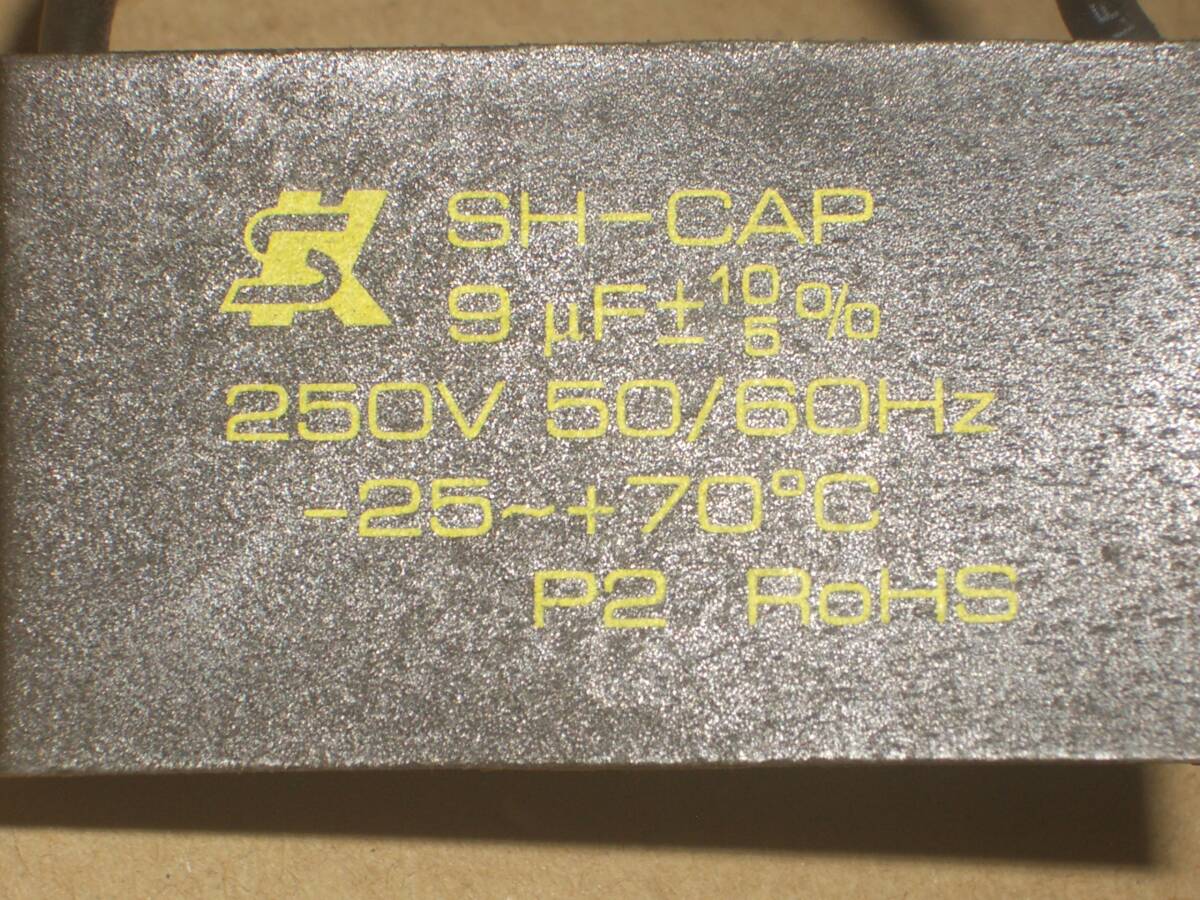 SH-CAP
9 μF±10/5%
250V 50/60Hz
-25~+70°C
P2 RoHS